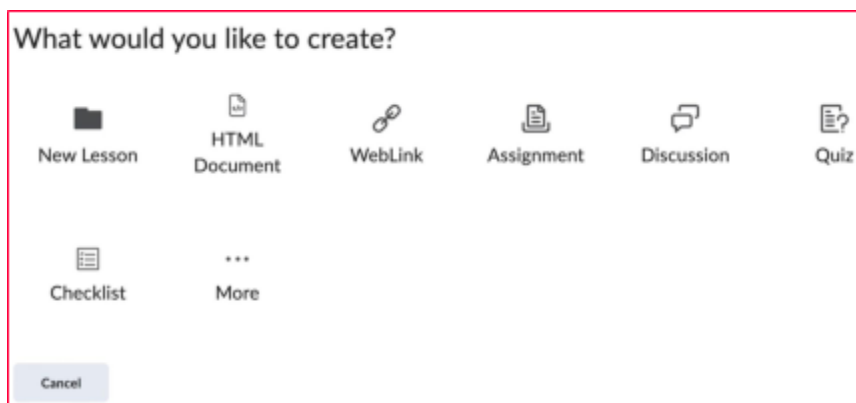 What would you like to create?
New Lesson
HTML
Document
WebLink
Assignment
Discussion
Quiz
Checklist
More
Cancel